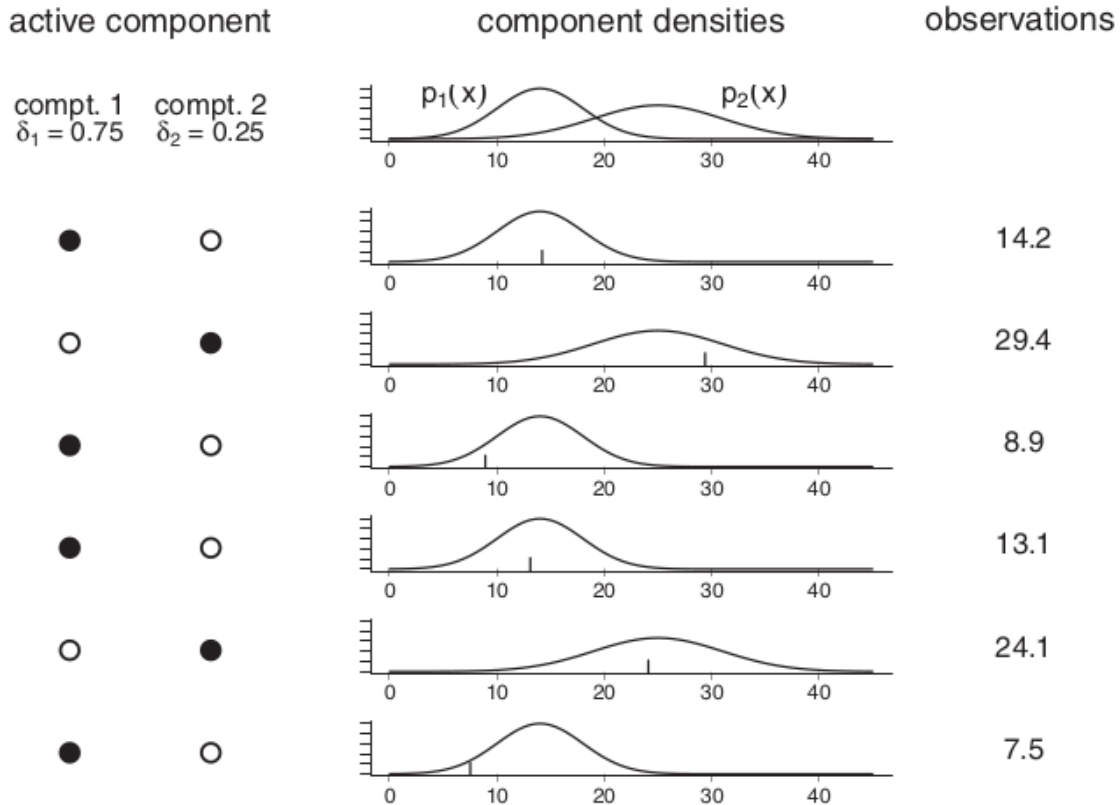 active component component densities observations
compt. 1 compt. 2 p₁(x) p₂(x)
δ₁ = 0.75 δ₂ = 0.25
0 10 20 30 40
14.2
0 10 20 30 40
29.4
0 10 20 30 40
8.9
0 10 20 30 40
13.1
0 10 20 30 40
24.1
0 10 20 30 40
7.5
0 10 20 30 40